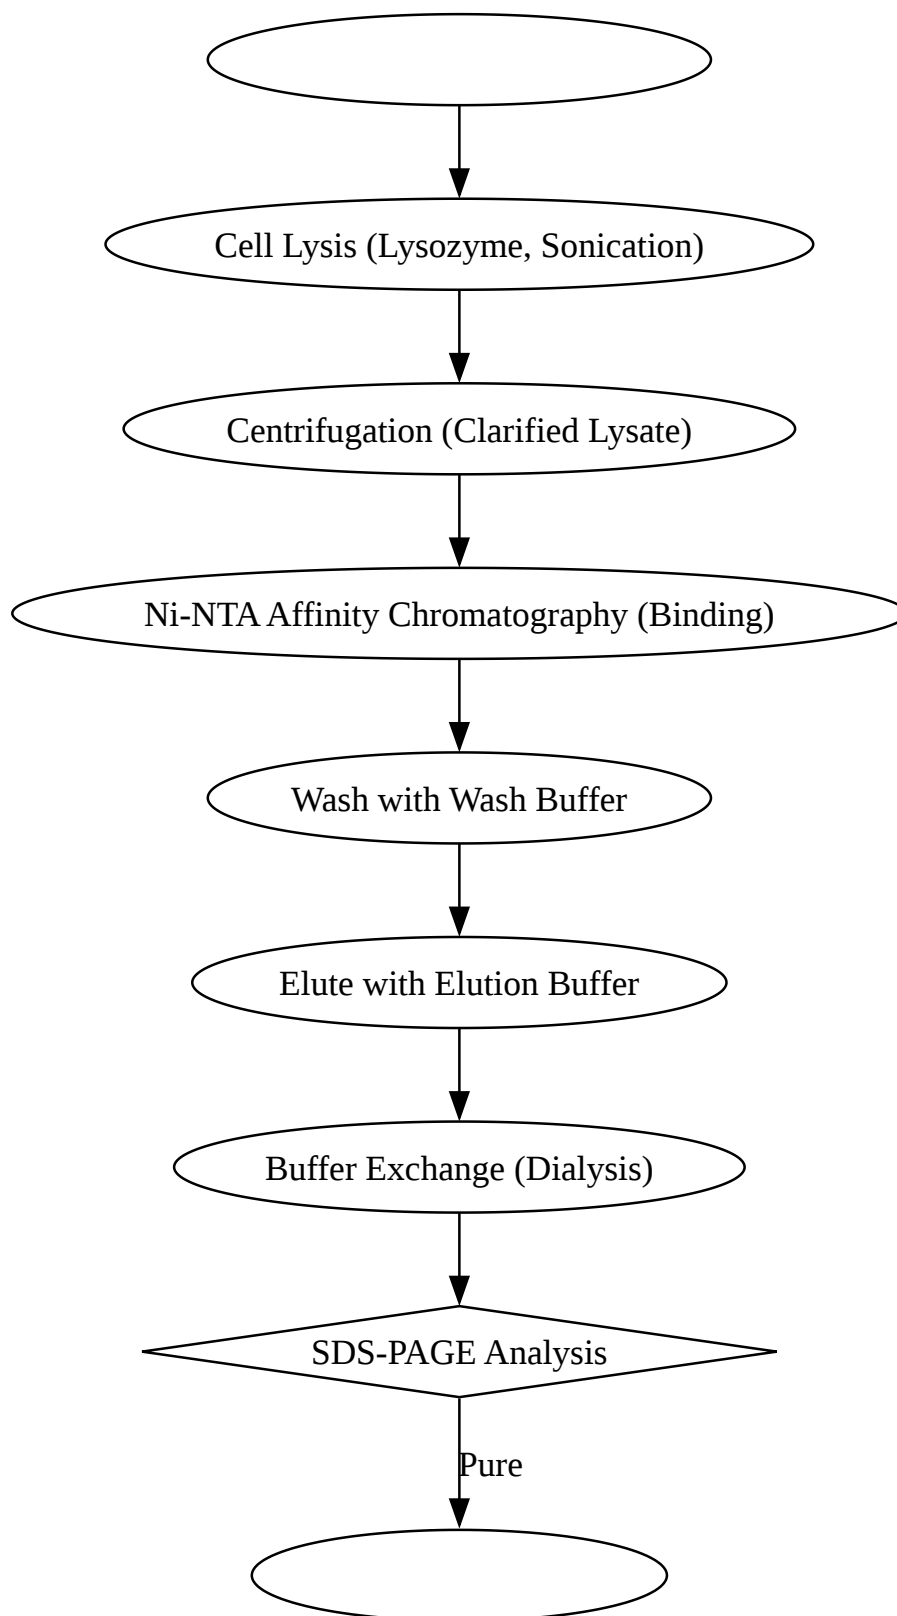 Cell Lysis (Lysozyme, Sonication)
Centrifugation (Clarified Lysate)
Ni-NTA Affinity Chromatography (Binding)
Wash with Wash Buffer
Elute with Elution Buffer
Buffer Exchange (Dialysis)
SDS-PAGE Analysis
Pure